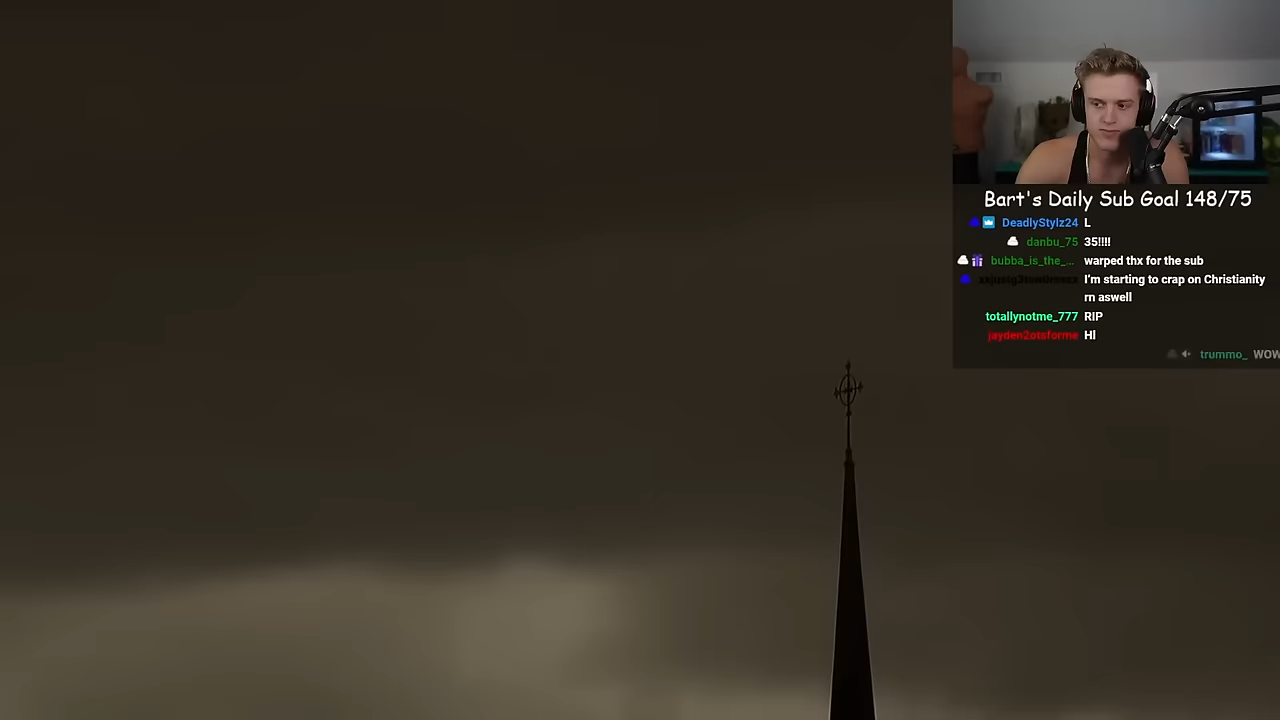 Bart's Daily Sub Goal 148/75
DeadlyStylz24 L
danbu_75 35!!!!
bubba_is_the_... warped thx for the sub
I'm starting to crap on Christianity
rn aswell
totallynotme_777 RIP
jayden2otsforme HI
trummo_ WOW